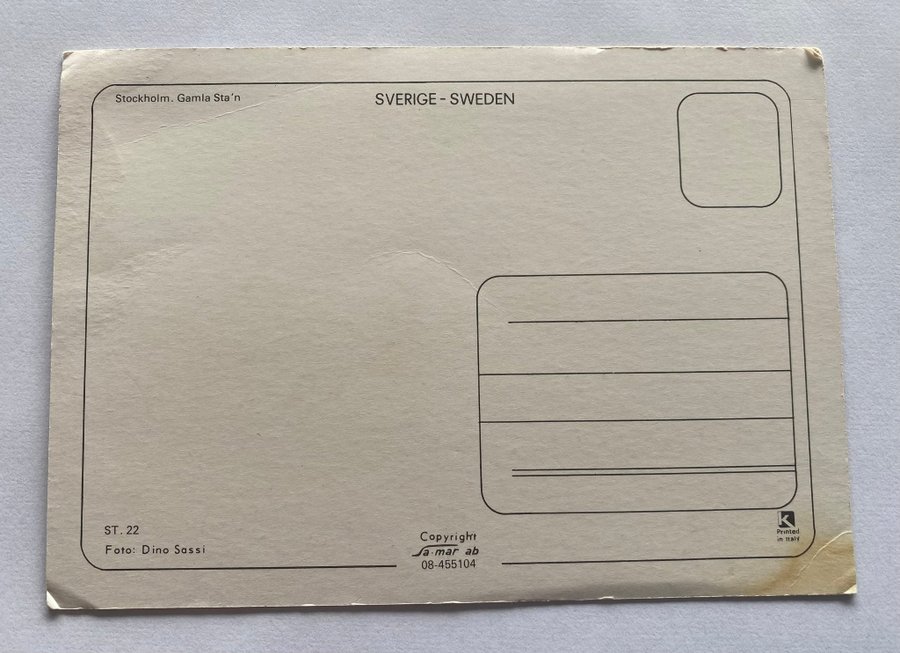 Stockholm. Gamla Sta'n
SVERIGE - SWEDEN
ST. 22
Foto: Dino Sassi
Copyright
sa-mar ab
08-455104
K
Printed
in Italy